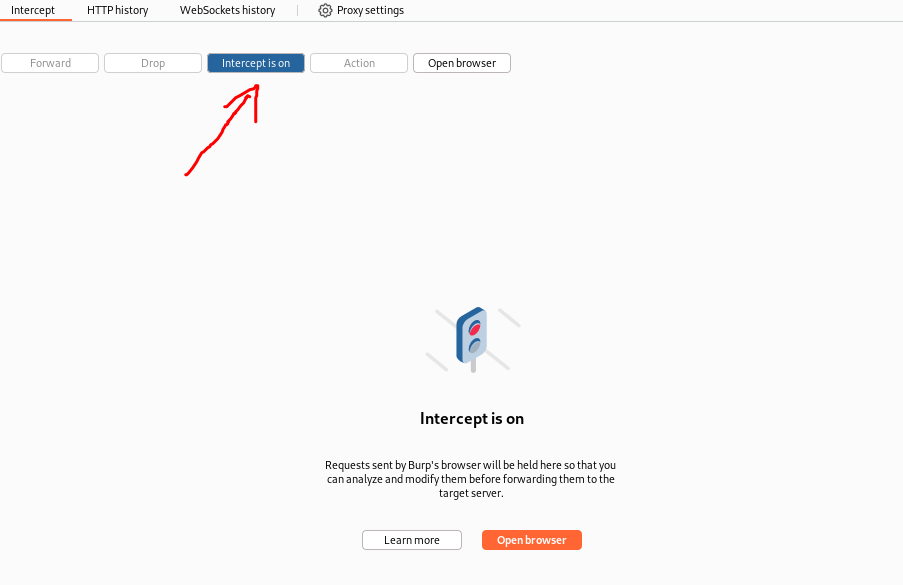 Intercept HTTP history WebSockets history Proxy settings
Forward Drop Intercept is on Action Open browser
Intercept is on
Requests sent by Burp's browser will be held here so that you
can analyze and modify them before forwarding them to the
target server.
Learn more Open browser